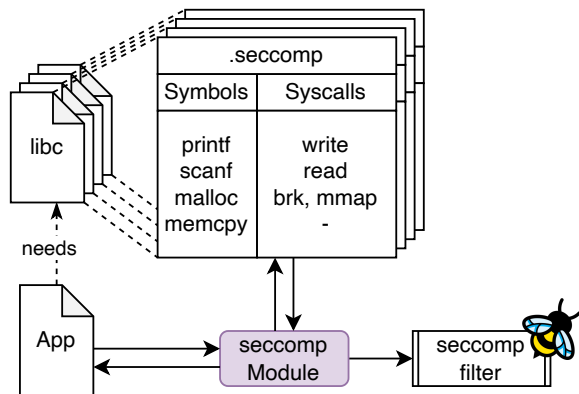 .seccomp
Symbols Syscalls
libc
printf write
scanf read
malloc brk, mmap
memcpy -
needs
App
seccomp
Module
seccomp
filter